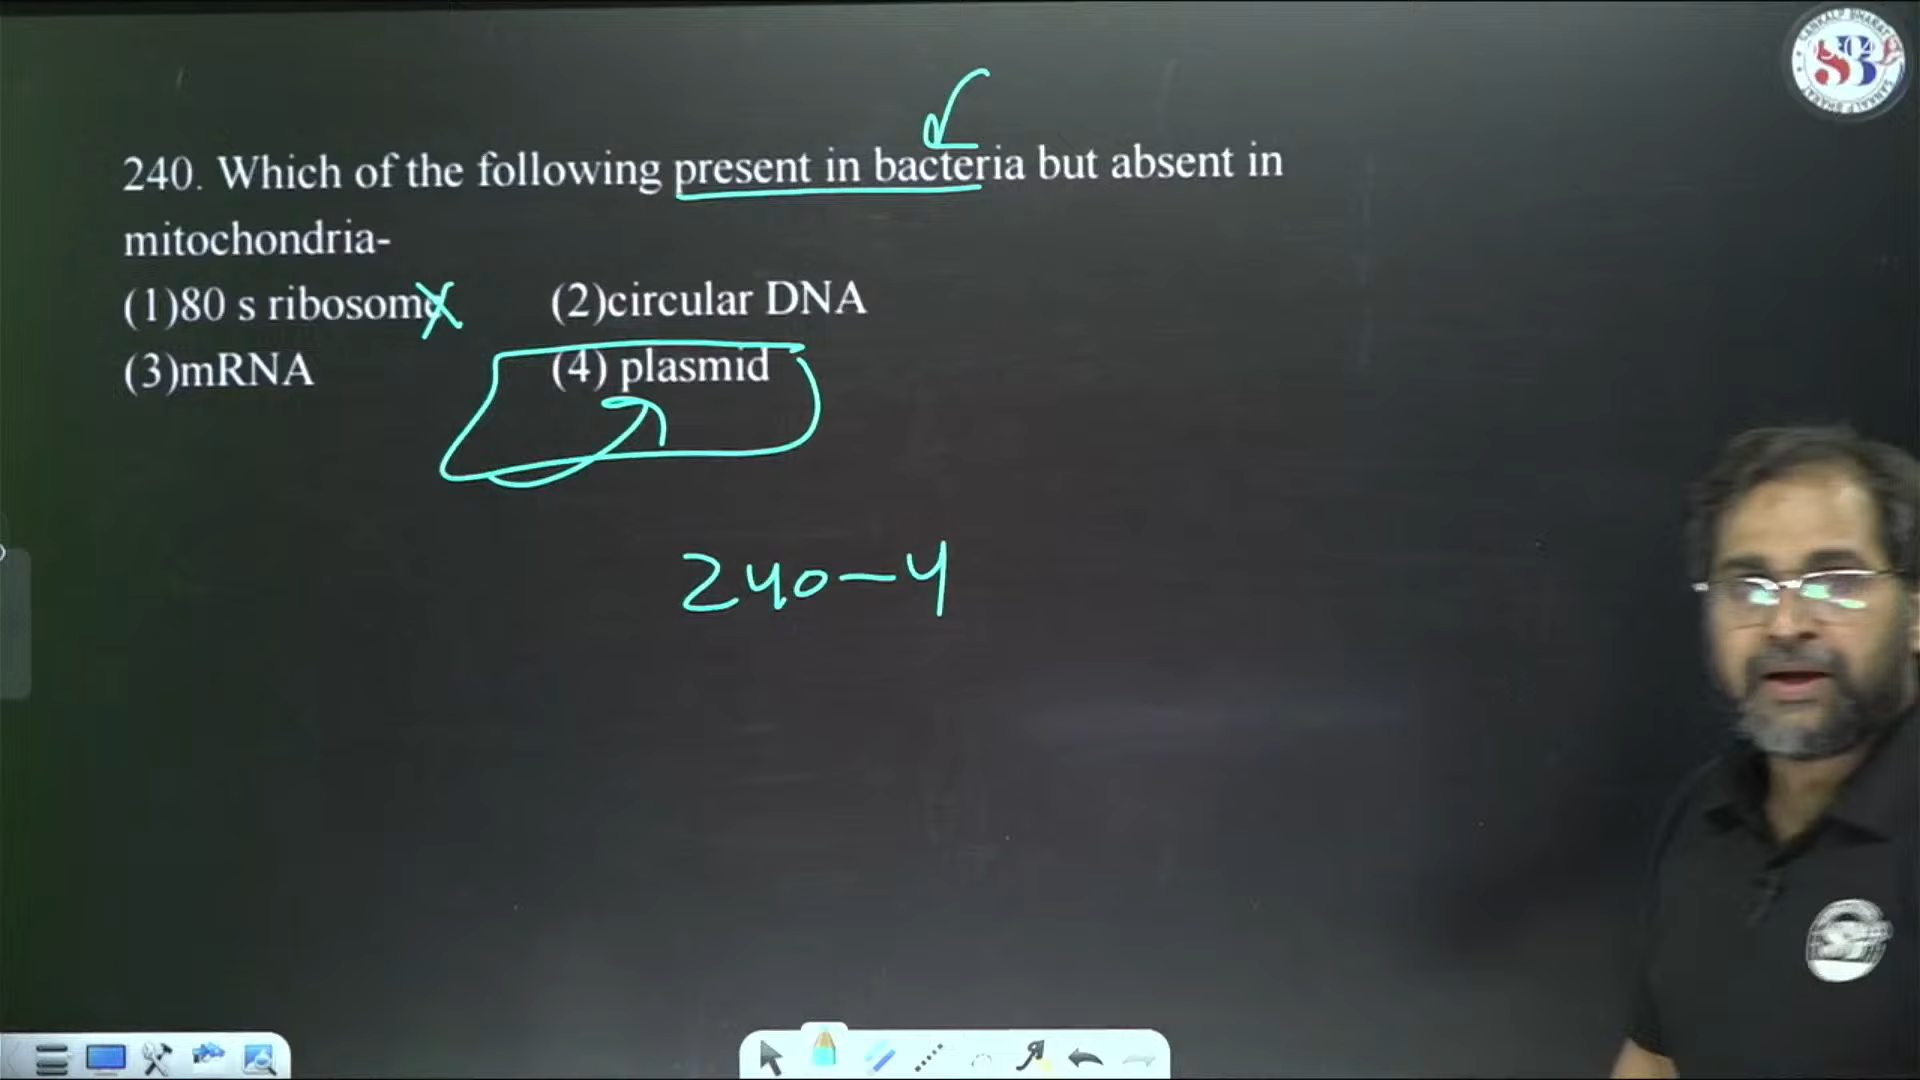 240. Which of the following present in bacteria but absent in
mitochondria-
(1)80 s ribosome
(2)circular DNA
(3)mRNA
(4) plasmid
240-4